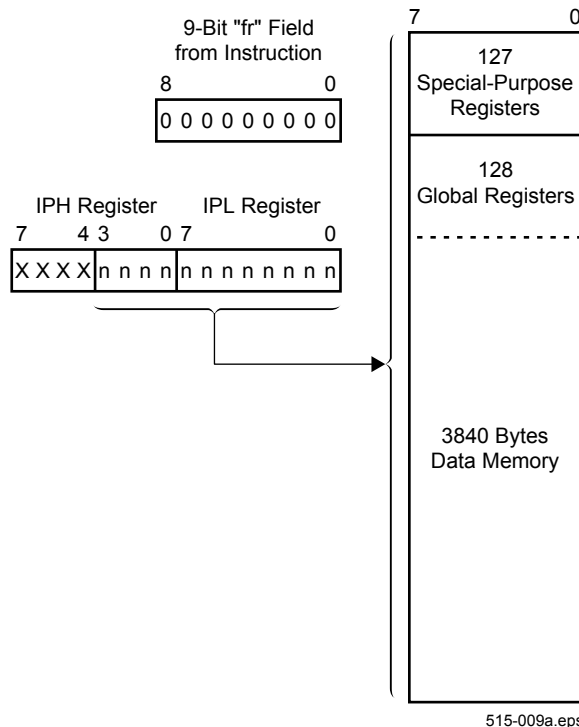 9-Bit "fr" Field
from Instruction
8 0
0 0 0 0 0 0 0 0 0
IPH Register IPL Register
7 4 3 0 7 0
X X X X n n n n n n n n n n n n
7 0
127
Special-Purpose
Registers
128
Global Registers
3840 Bytes
Data Memory
515-009a.eps